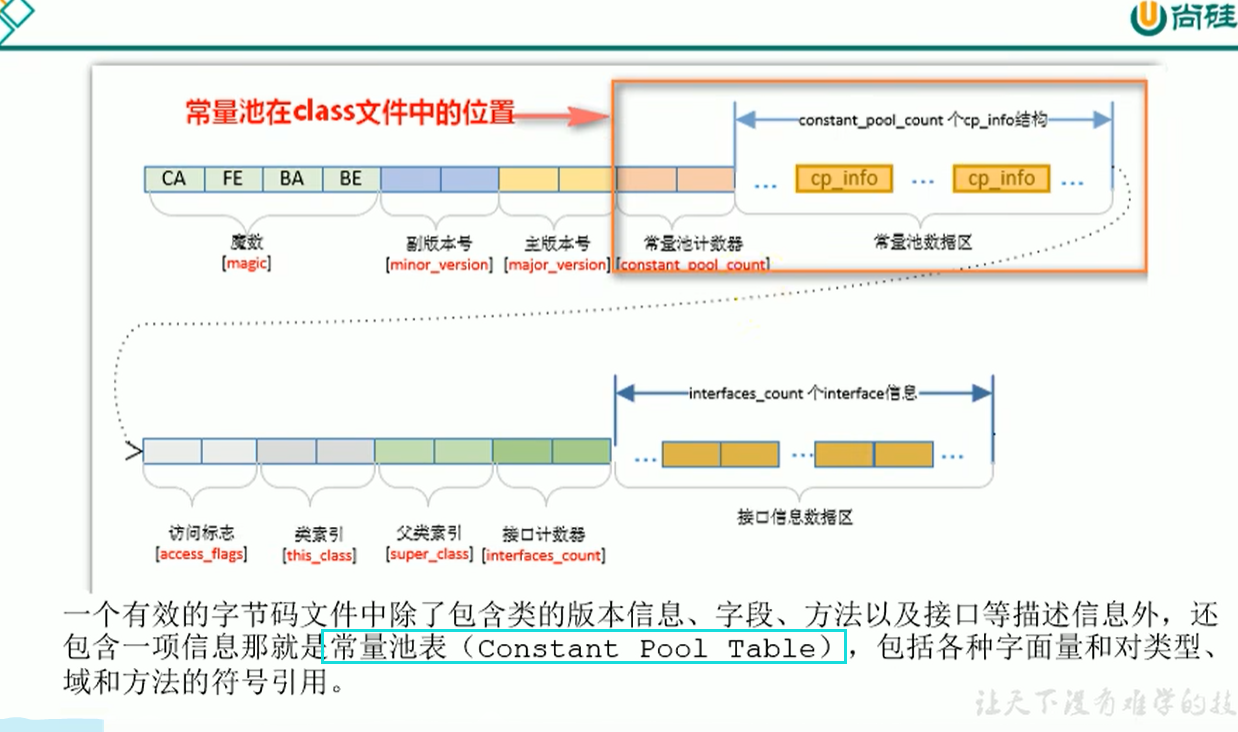 尚硅
常量池在class文件中的位置
constant_pool_count 个cp_info结构
CA FE BA BE ... cp_info ... cp_info ...
魔数 副版本号 主版本号 常量池计数器 常量池数据区
[magic] [minor_version] [major_version] [constant_pool_count]
interfaces_count 个interface信息
... ... ...
访问标志 类索引 父类索引 接口计数器 接口信息数据区
[access_flags] [this_class] [super_class] [interfaces_count]
一个有效的字节码文件中除了包含类的版本信息、字段、方法以及接口等描述信息外，还
包含一项信息那就是常量池表（Constant Pool Table），包括各种字面量和对类型、
域和方法的符号引用。
让天下没有难学的技